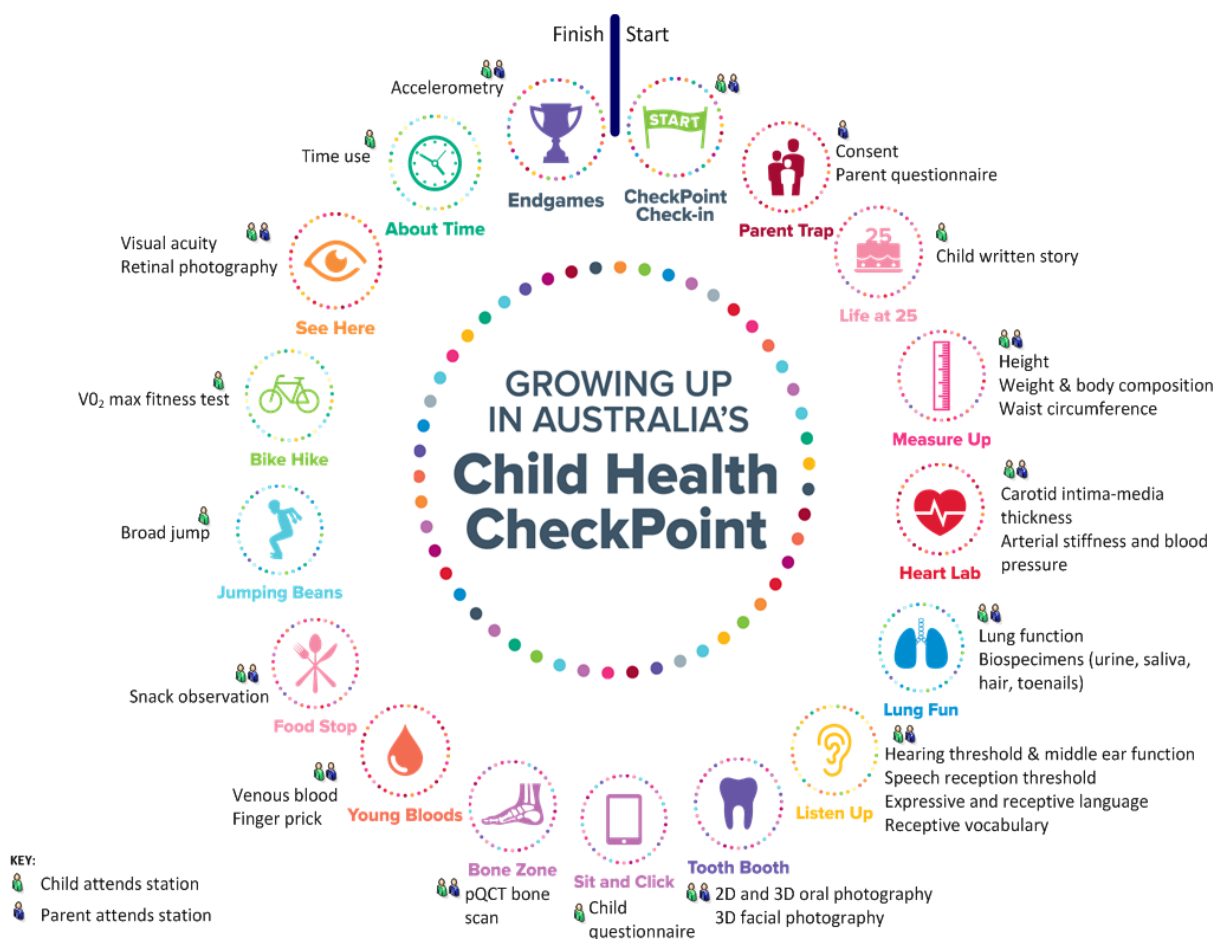 Finish
Start
START
CheckPoint
Check-in
Consent
Parent questionnaire
Parent Trap
25
Child written story
Life at 25
Height
Weight & body composition
Waist circumference
Measure Up
Carotid intima-media
thickness
Arterial stiffness and blood
pressure
Heart Lab
Lung function
Biospecimens (urine, saliva,
hair, toenails)
Lung Fun
Hearing threshold & middle ear function
Speech reception threshold
Expressive and receptive language
Receptive vocabulary
Listen Up
Tooth Booth
2D and 3D oral photography
3D facial photography
Sit and Click
Child
questionnaire
Bone Zone
pQCT bone
scan
Young Bloods
Venous blood
Finger prick
Food Stop
Snack observation
Jumping Beans
Broad jump
Bike Hike
V0₂ max fitness test
See Here
Visual acuity
Retinal photography
About Time
Time use
Endgames
Accelerometry
GROWING UP
IN AUSTRALIA'S
Child Health
CheckPoint
KEY:
Child attends station
Parent attends station